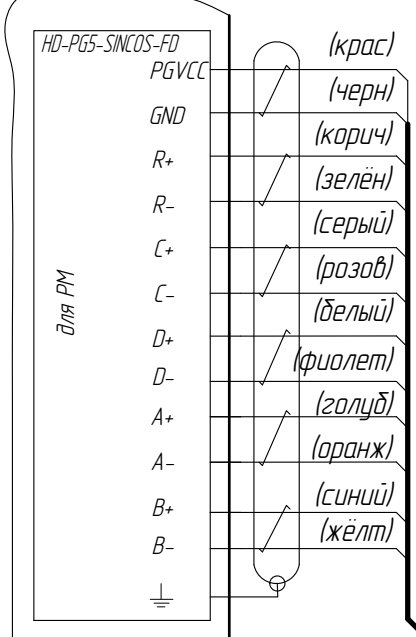 HD-PG5-SINCOS-FD
PGVCC (крас)
GND (черн)
R+ (корич)
R- (зелён)
C+ (серый)
C- (розов)
для РМ
D+ (белый)
D- (фиолет)
A+ (голуб)
A- (оранж)
B+ (синий)
B- (жёлт)